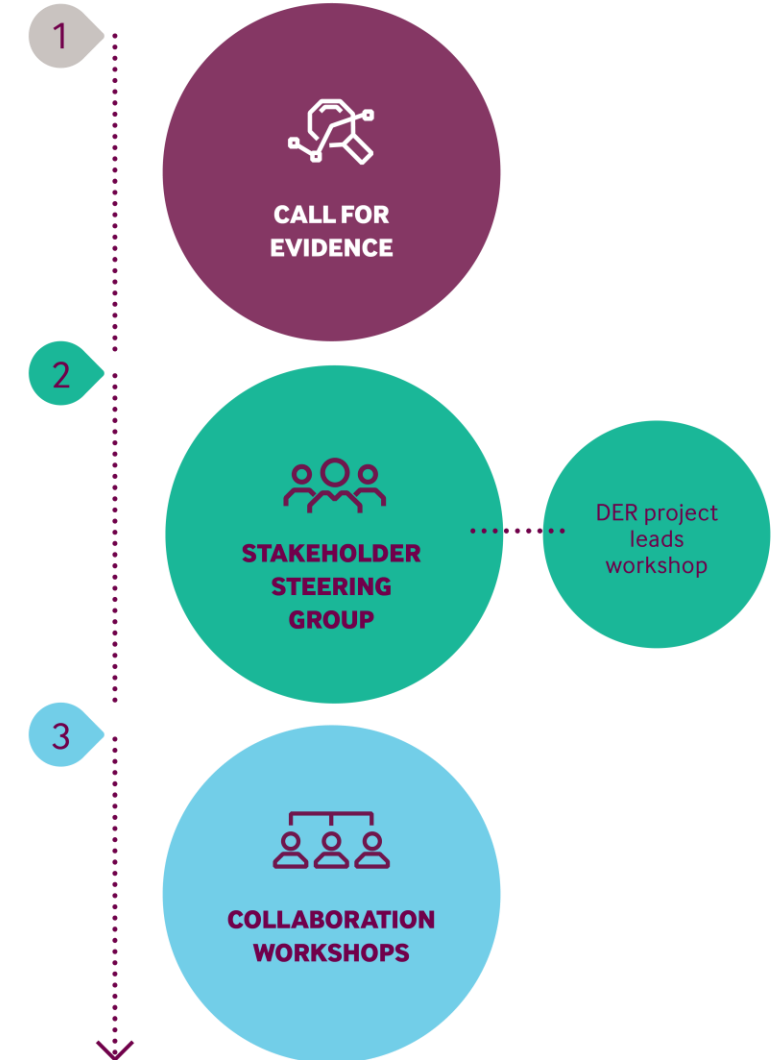 1
CALL FOR
EVIDENCE
2
STAKEHOLDER
STEERING
GROUP
DER project
leads
workshop
3
COLLABORATION
WORKSHOPS